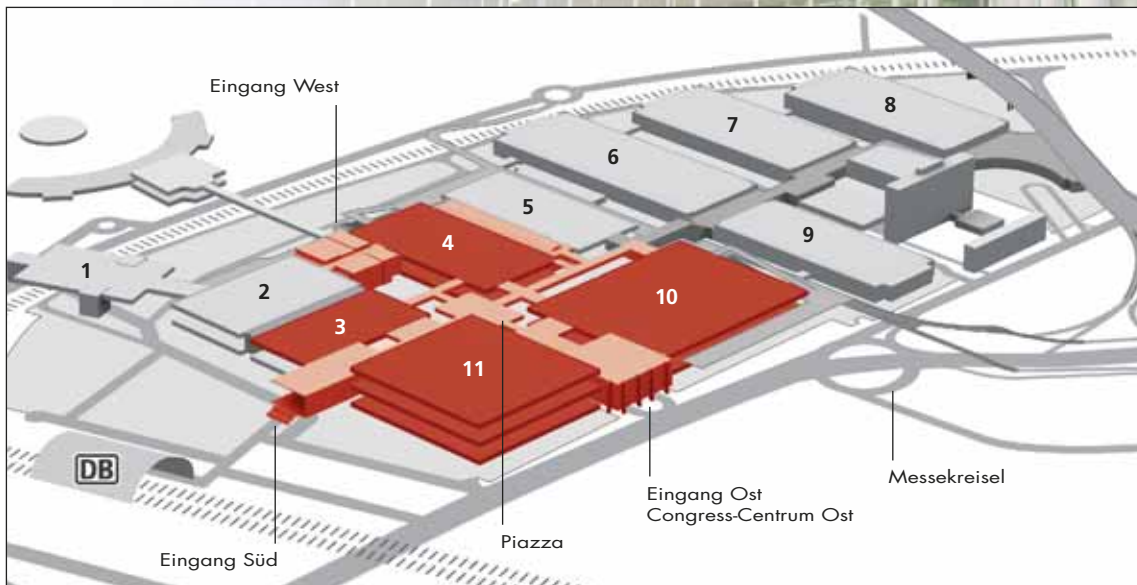 Eingang West
8
7
6
5
4
9
1
2
10
3
11
DB
Messekreisel
Eingang Ost
Congress-Centrum Ost
Piazza
Eingang Süd